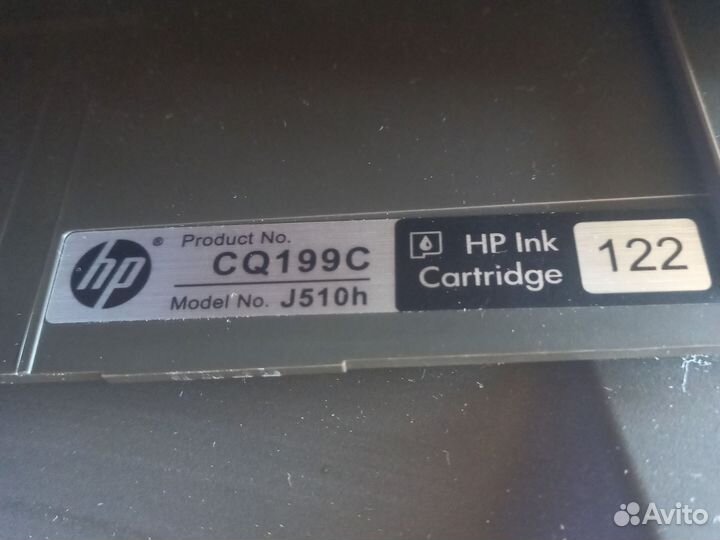 hp®
Product No.
CQ199C
Model No. J510h
HP Ink
Cartridge
122
Avito